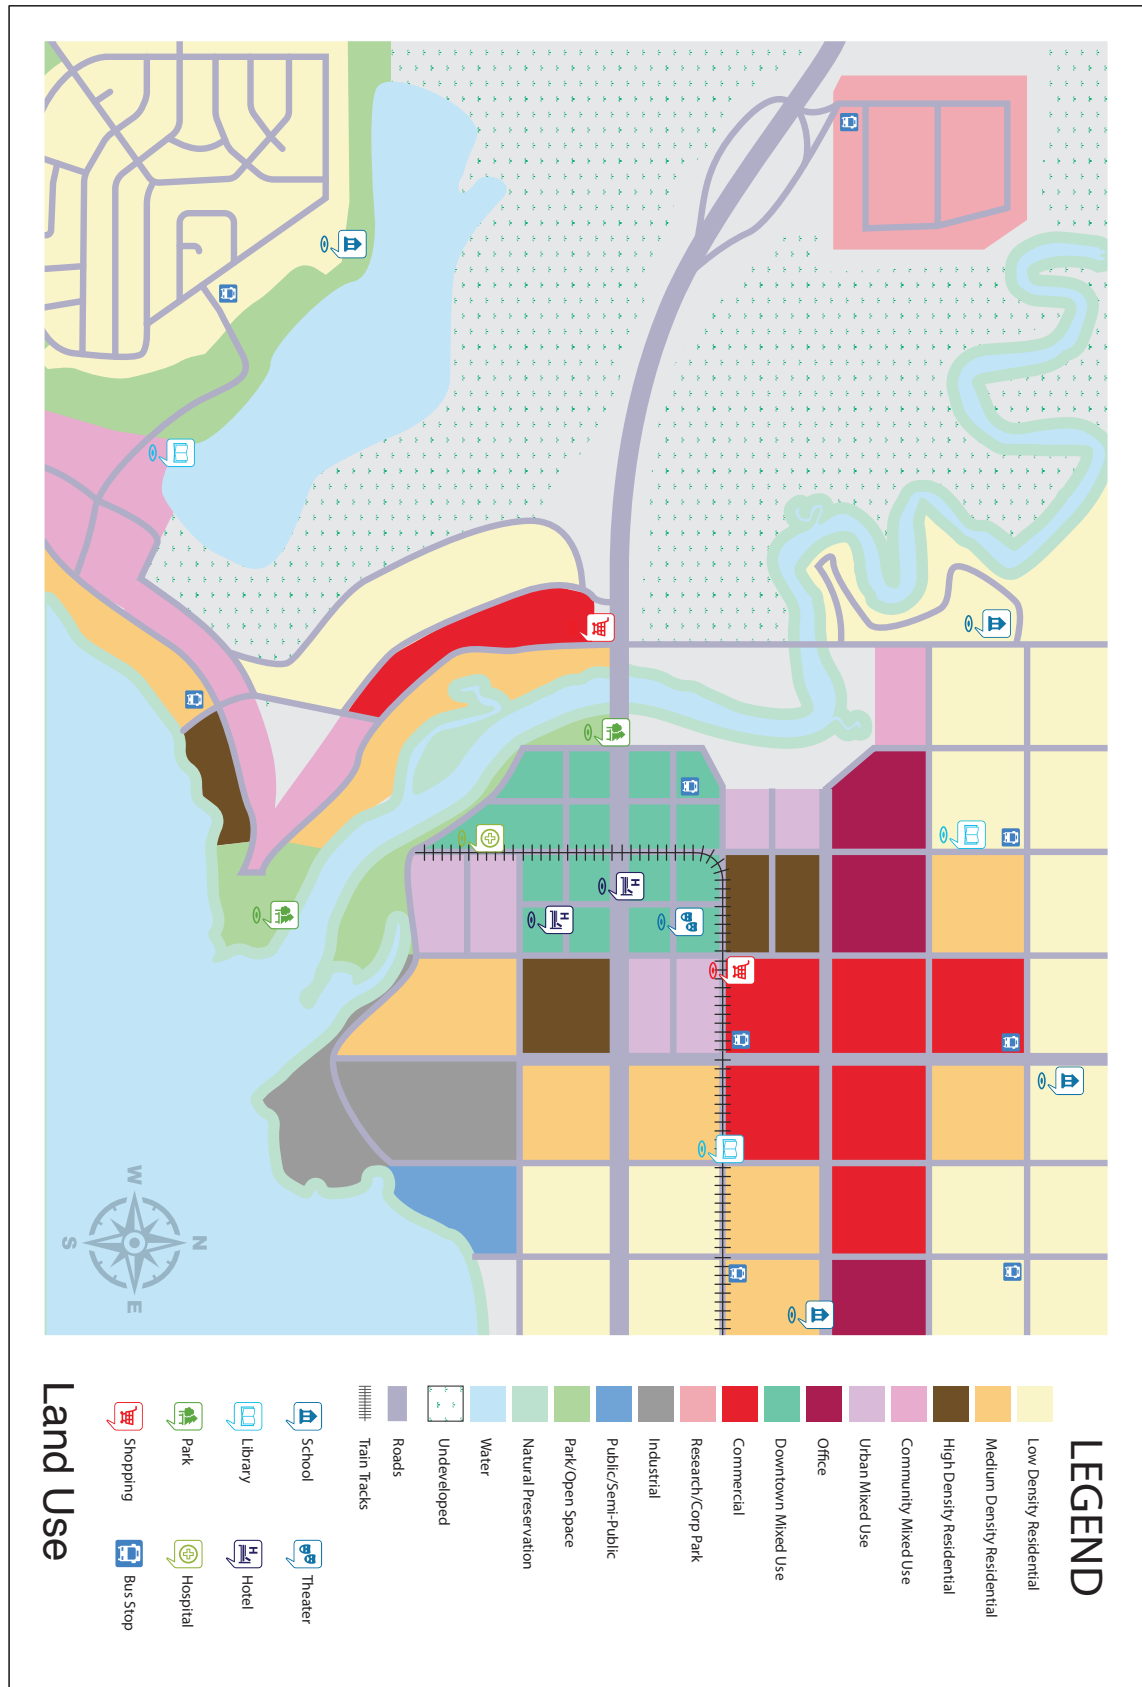 LEGEND
Low Density Residential
Medium Density Residential
High Density Residential
Community Mixed Use
Urban Mixed Use
Office
Downtown Mixed Use
Commercial
Research/Corp Park
Industrial
Public/Semi-Public
Park/Open Space
Natural Preservation
Water
Undeveloped
Roads
Train Tracks
School
Library
Park
Shopping
Theater
H
Hotel
Hospital
Bus Stop
Land Use
N
W
E
S
H
H